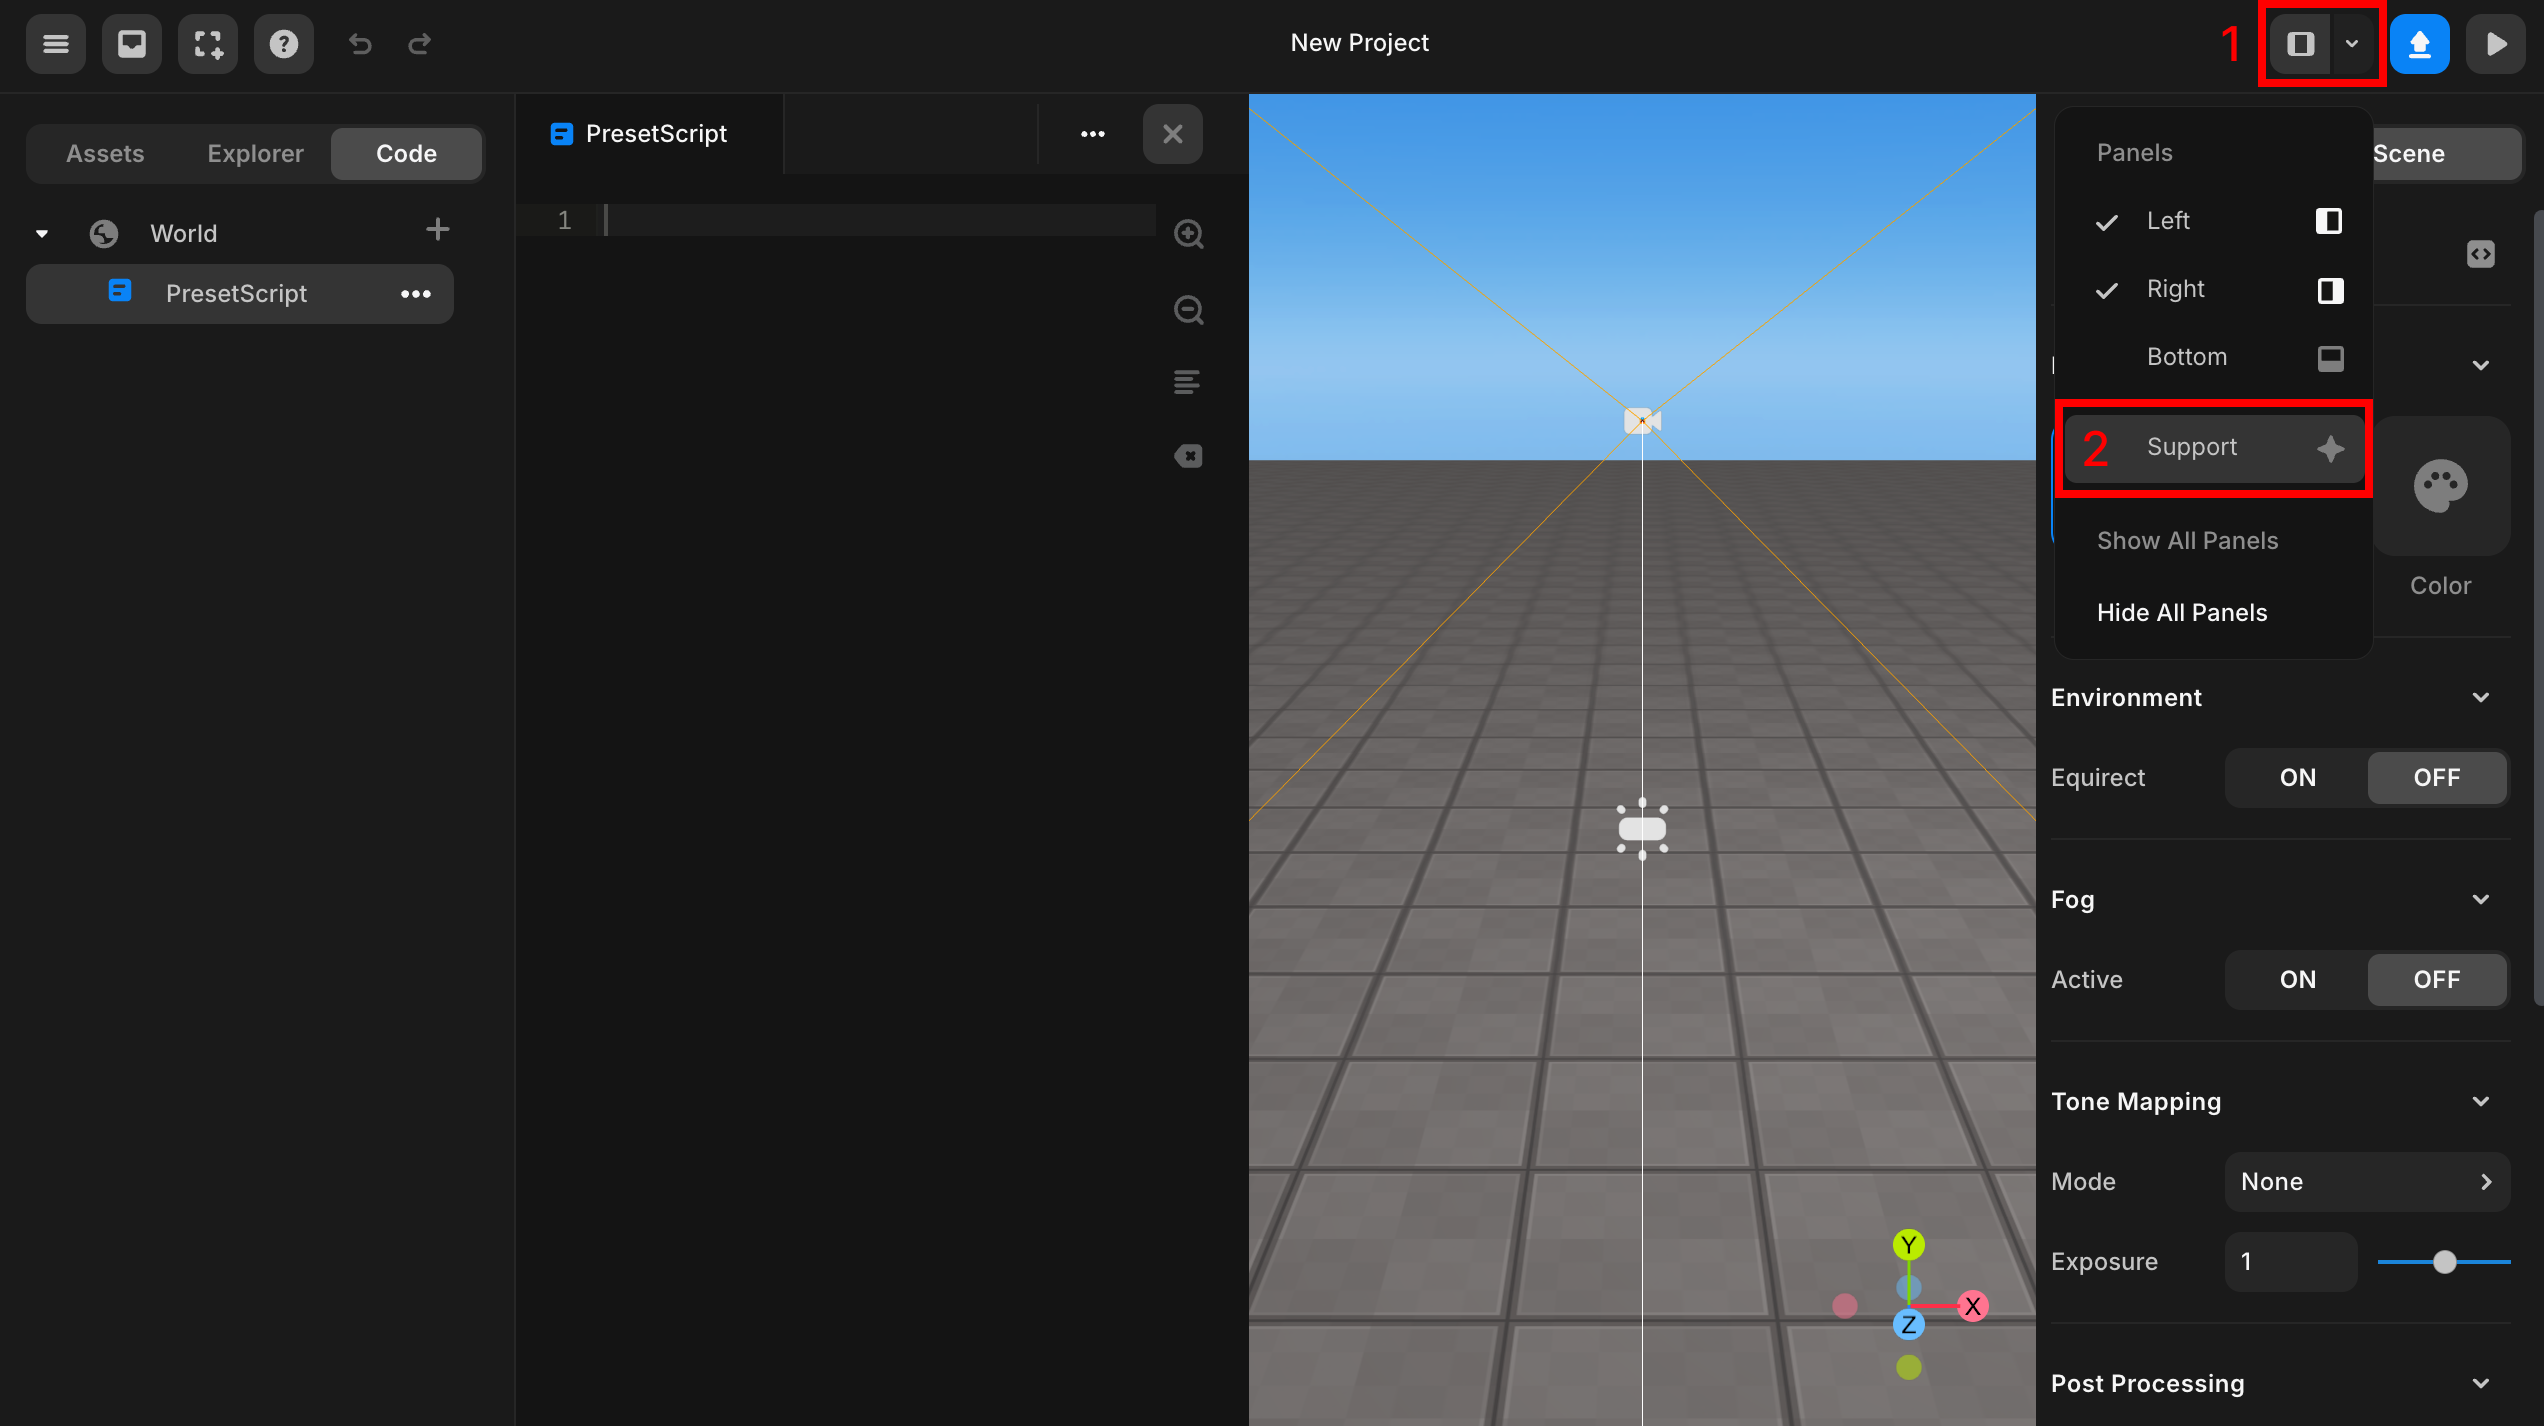 New Project
1
Assets
Explorer
Code
World
PresetScript
PresetScript
1
Y
X
Z
Panels
Left
Right
Bottom
2
Support
Show All Panels
Hide All Panels
Scene
Color
Environment
Equirect
ON
OFF
Fog
Active
ON
OFF
Tone Mapping
Mode
None
Exposure
1
Post Processing